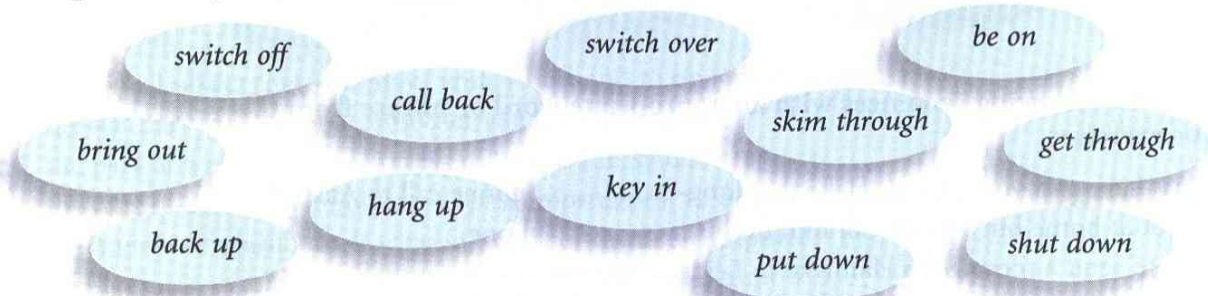 switch off
switch over
be on
call back
skim through
bring out
get through
key in
hang up
back up
put down
shut down